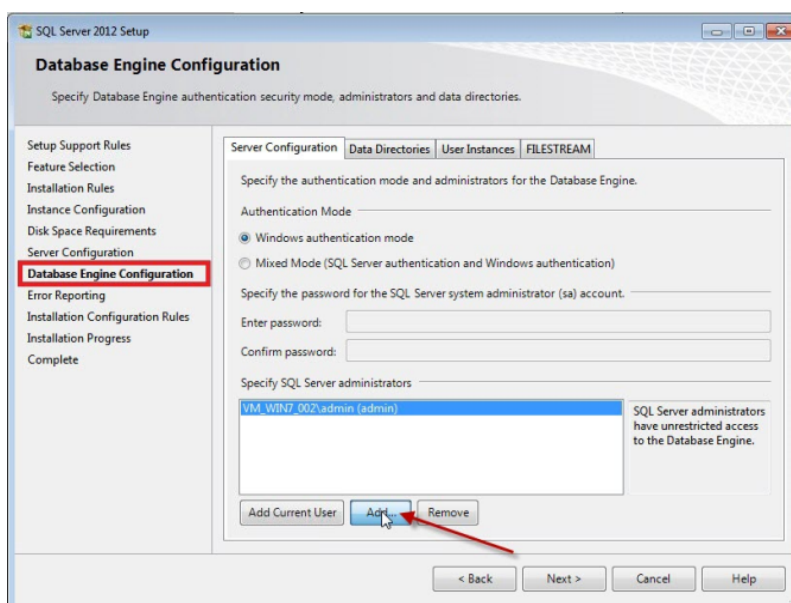 SQL Server 2012 Setup
Database Engine Configuration
Specify Database Engine authentication security mode, administrators and data directories.
Setup Support Rules
Feature Selection
Installation Rules
Instance Configuration
Disk Space Requirements
Server Configuration
Database Engine Configuration
Error Reporting
Installation Configuration Rules
Installation Progress
Complete
Server Configuration
Data Directories
User Instances
FILESTREAM
Specify the authentication mode and administrators for the Database Engine.
Authentication Mode
Windows authentication mode
Mixed Mode (SQL Server authentication and Windows authentication)
Specify the password for the SQL Server system administrator (sa) account.
Enter password:
Confirm password:
Specify SQL Server administrators
VM_WIN7_002\admin (admin)
SQL Server administrators
have unrestricted access
to the Database Engine.
Add Current User
Add...
Remove
< Back
Next >
Cancel
Help